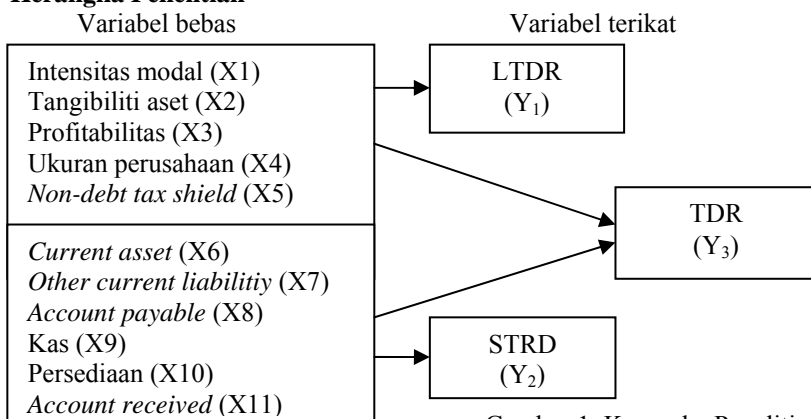 Kerangka Penelitian
Variabel bebas
Variabel terikat
Intensitas modal (X1)
Tangibiliti aset (X2)
Profitabilitas (X3)
Ukuran perusahaan (X4)
Non-debt tax shield (X5)
Current asset (X6)
Other current liabilitiy (X7)
Account payable (X8)
Kas (X9)
Persediaan (X10)
Account received (X11)
LTDR
(Y₁)
TDR
(Y₃)
STRD
(Y₂)